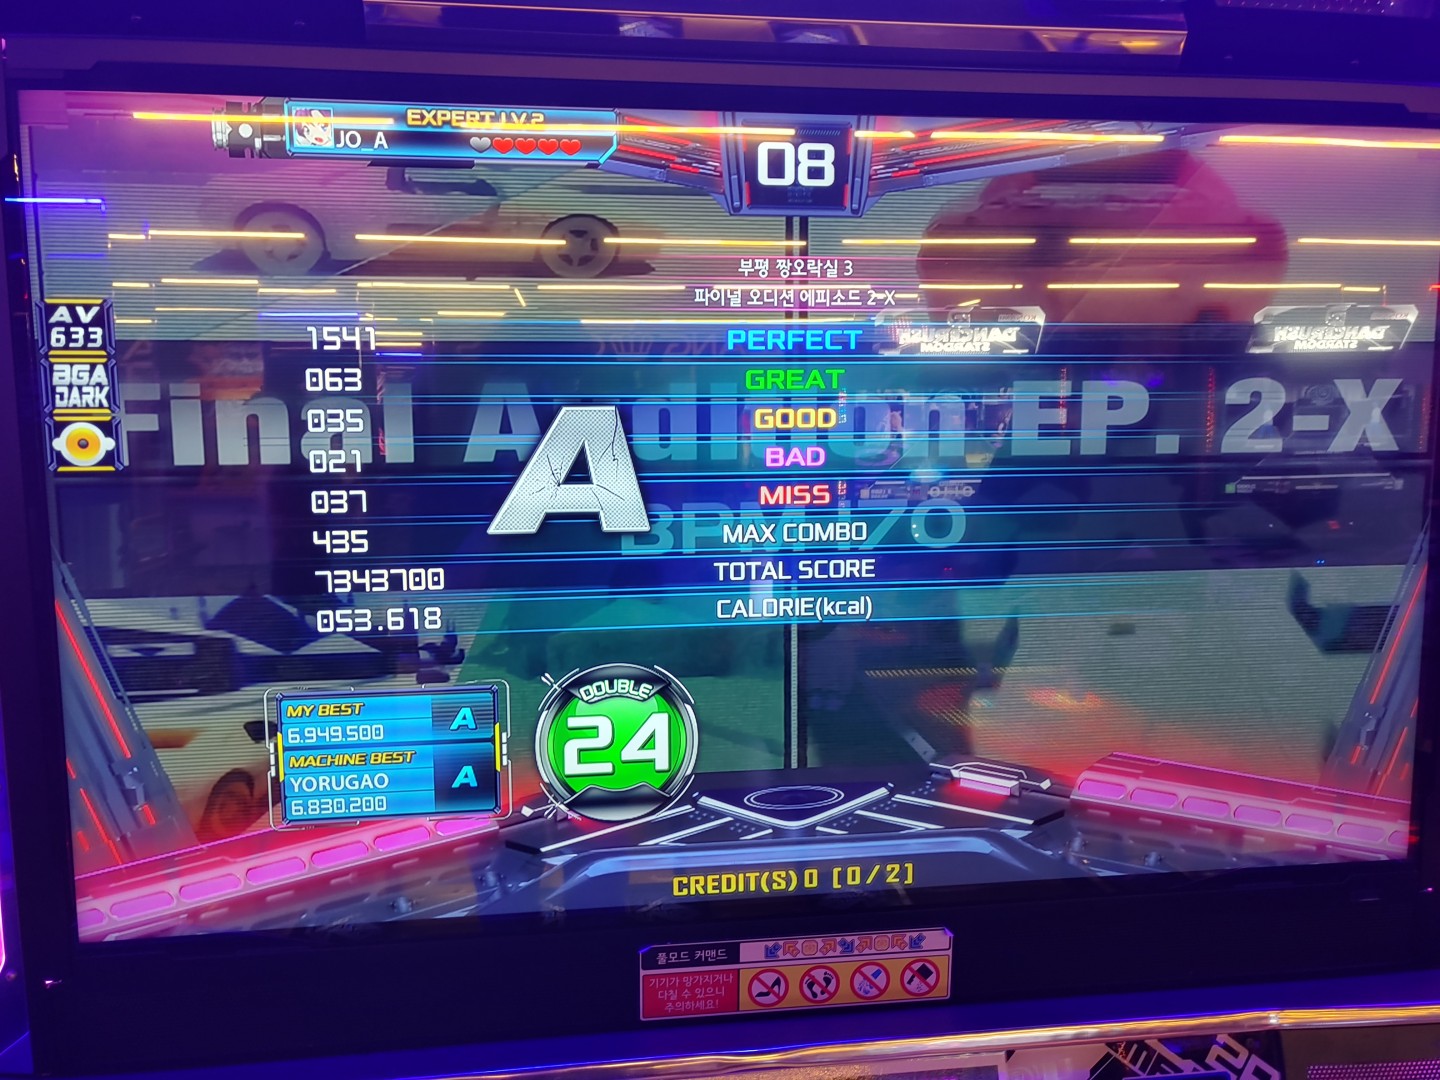 EXPERT LV.2
JO_A
08
부평 짱오락실 3
파이널 오디션 에피소드 2-X
AV
633
BGA
DARK
1541 PERFECT
063 GREAT
035 GOOD
021 BAD
037 MISS
435 MAX COMBO
7343700 TOTAL SCORE
053.618 CALORIE(kcal)
A
Final Audition EP. 2-X
BPM 170
MY BEST
6.949.500
A
MACHINE BEST
YORUGAO
6.830.200
A
DOUBLE
24
CREDIT(S) 0 [0/2]
풀모드 커맨드
기기가 망가지거나
다칠 수 있으니
주의하세요!